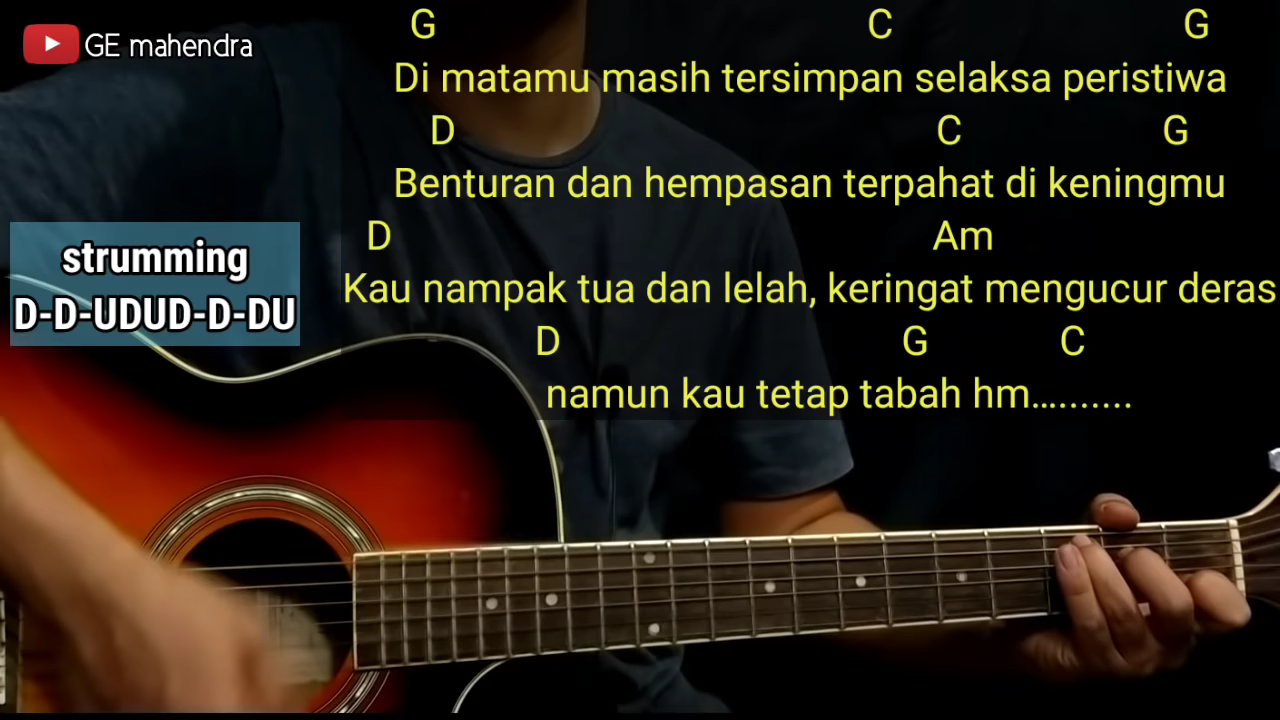 GE mahendra
G C G
Di matamu masih tersimpan selaksa peristiwa
D C G
Benturan dan hempasan terpahat di keningmu
D Am
Kau nampak tua dan lelah, keringat mengucur deras
D G C
namun kau tetap tabah hm….......
strumming
D-D-UDUD-D-DU